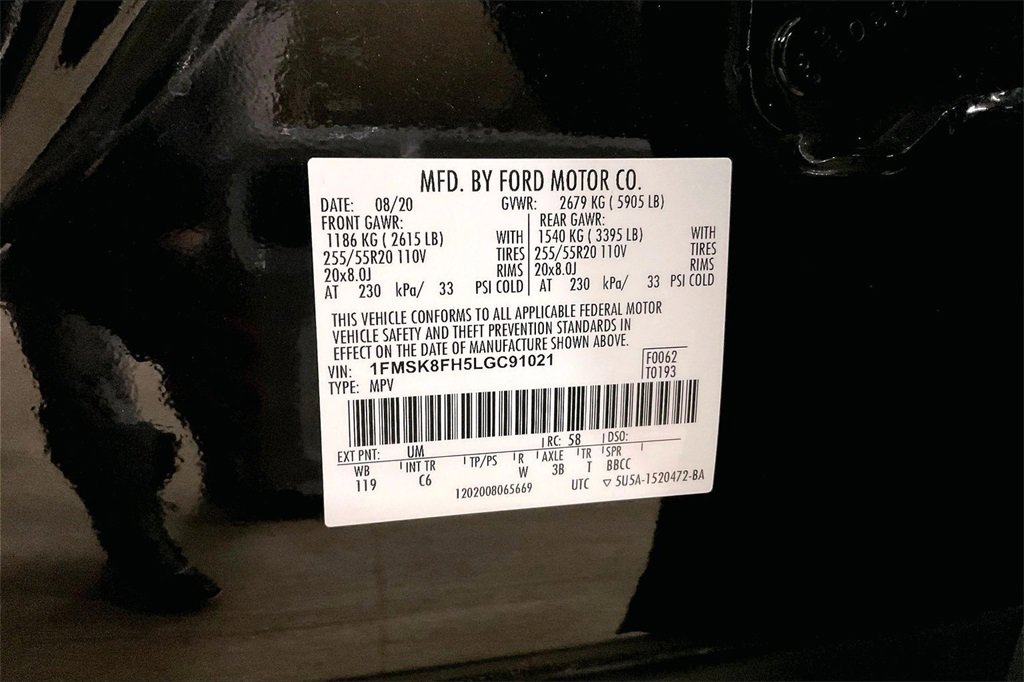 MFD. BY FORD MOTOR CO.
DATE: 08/20 GVWR: 2679 KG ( 5905 LB)
FRONT GAWR: REAR GAWR:
1186 KG ( 2615 LB) WITH 1540 KG ( 3395 LB) WITH
255/55R20 110V TIRES 255/55R20 110V TIRES
20x8.0J RIMS 20x8.0J RIMS
AT 230 kPa/ 33 PSI COLD AT 230 kPa/ 33 PSI COLD
THIS VEHICLE CONFORMS TO ALL APPLICABLE FEDERAL MOTOR
VEHICLE SAFETY AND THEFT PREVENTION STANDARDS IN
EFFECT ON THE DATE OF MANUFACTURE SHOWN ABOVE.
VIN: 1FMSK8FH5LGC91021 F0062
TYPE: MPV T0193
EXT PNT: UM RC: 58 DSO:
WB INT TR TP/PS R AXLE TR SPR
119 C6 W 3B T BBCC
1202008065669 UTC ▽ 5U5A-1520472-BA